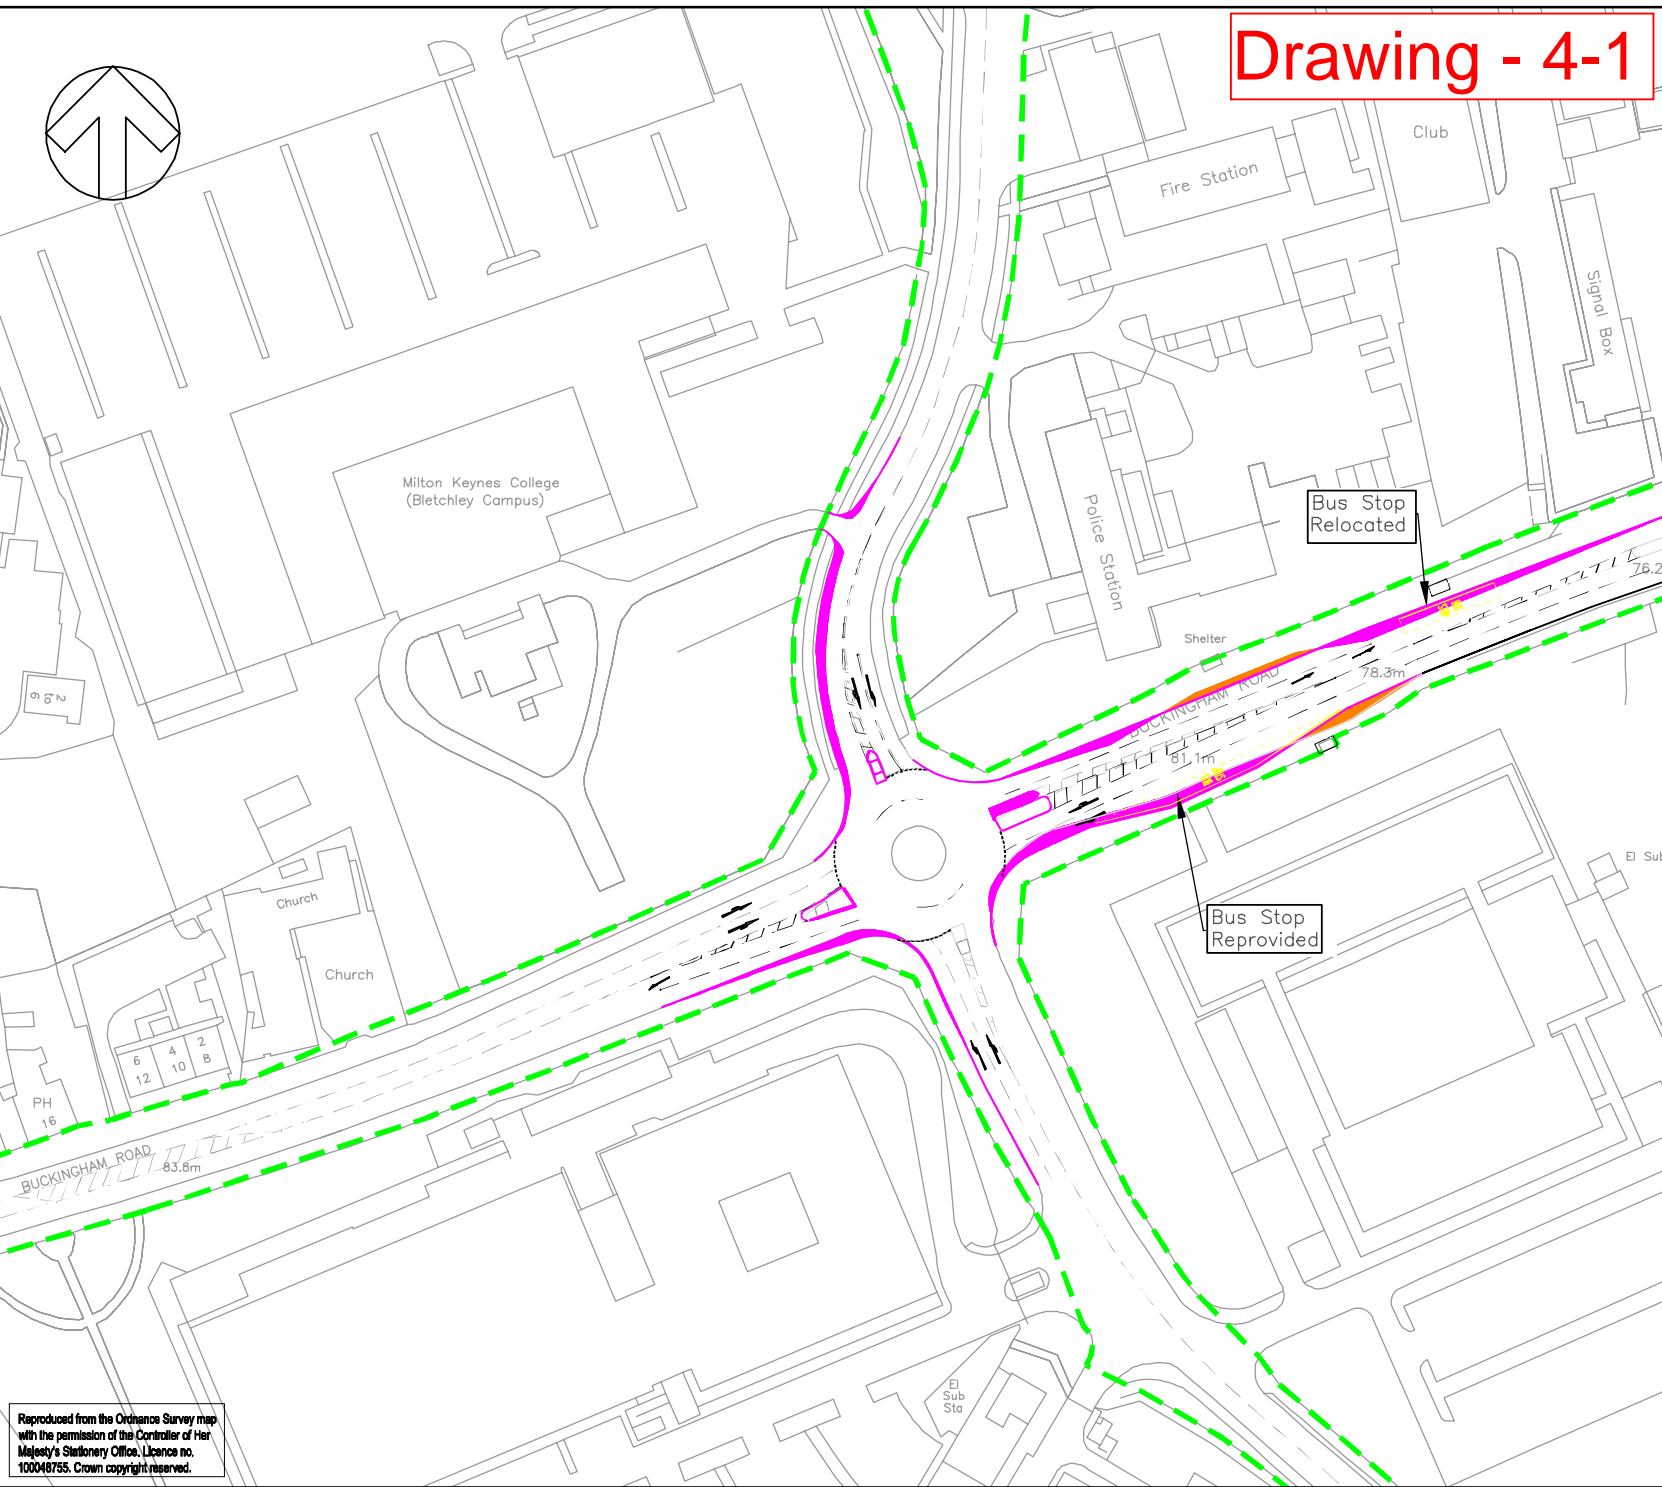 Drawing - 4-1
Club
Fire Station
Signal Box
Milton Keynes College
(Bletchley Campus)
Police Station
Bus Stop
Relocated
76.2
Shelter
78.3m
BUCKINGHAM ROAD
81.1m
2
to
6
El Sub
Church
Bus Stop
Reprovided
Church
6 4 2
12 10 8
PH
16
BUCKINGHAM ROAD
83.8m
El
Sub
Sta
Reproduced from the Ordnance Survey map
with the permission of the Controller of Her
Majesty's Stationery Office. Licence no.
100048755. Crown copyright reserved.